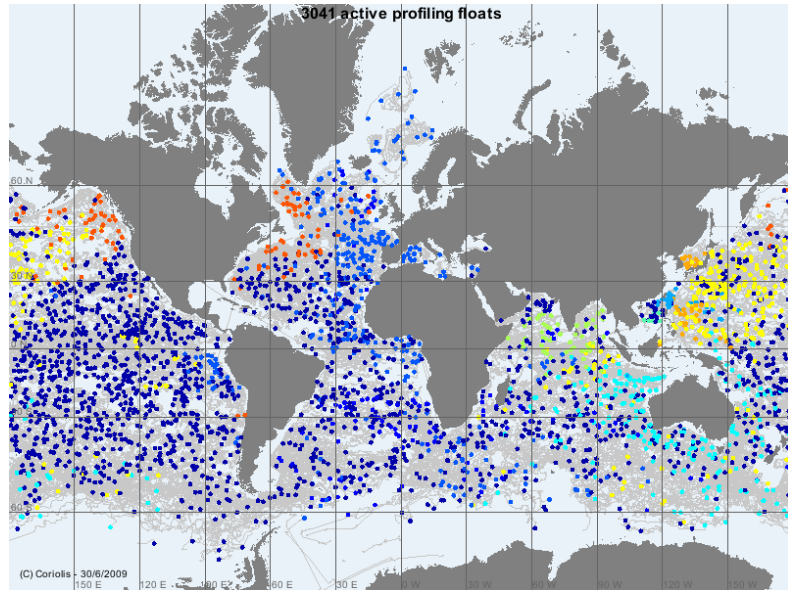 3041 active profiling floats
60 N
30 N
60 S
(C) Coriolis - 30/6/2009
150 E
120 E
90 E
60 E
30 E
0 W
30 W
60 W
90 W
120 W
150 W